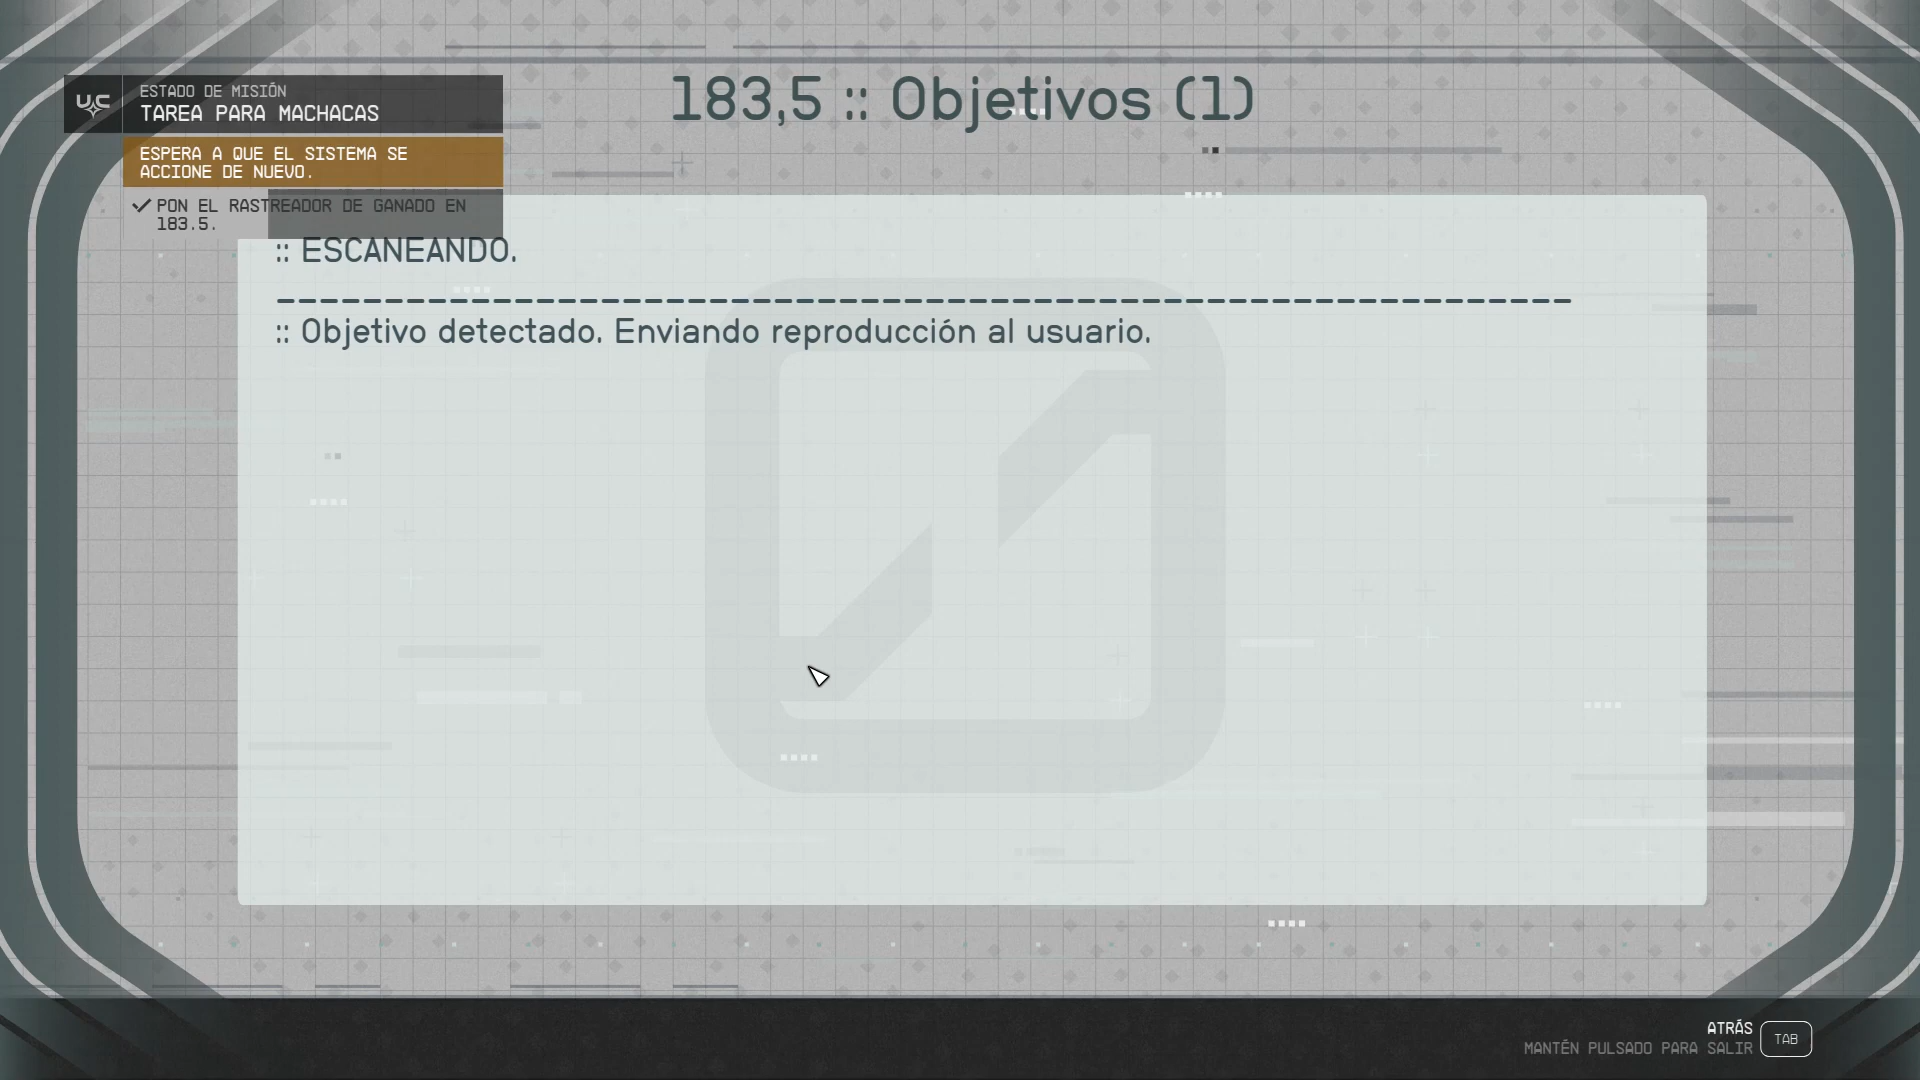 183,5 :: Objetivos (1)
UC
ESTADO DE MISIÓN
TAREA PARA MACHACAS
ESPERA A QUE EL SISTEMA SE
ACCIONE DE NUEVO.
PON EL RASTREADOR DE GANADO EN
183.5.
:: ESCANEANDO.
:: Objetivo detectado. Enviando reproducción al usuario.
ATRÁS
TAB
MANTÉN PULSADO PARA SALIR